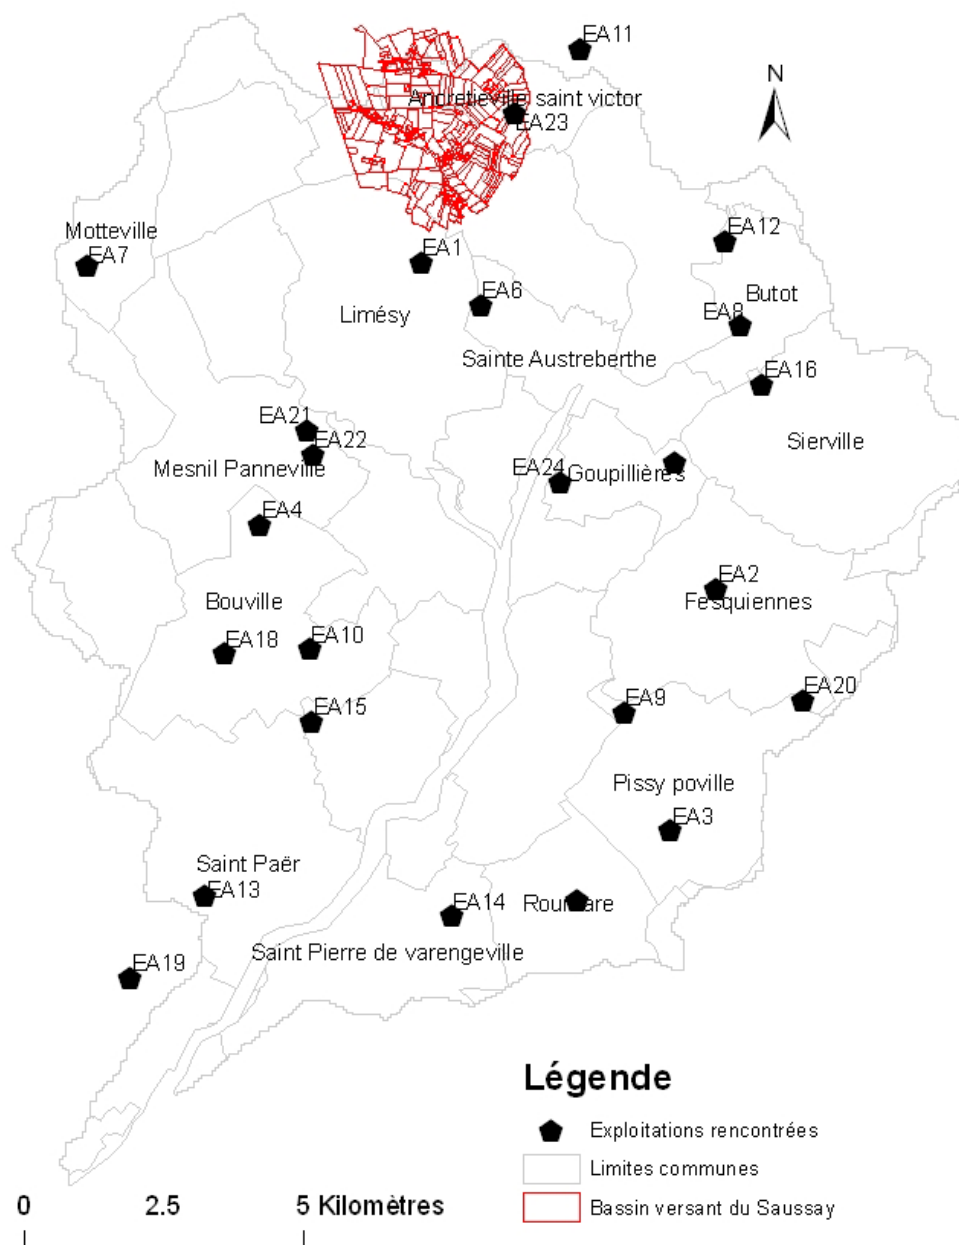 EA11
N
Ancretieville saint victor
EA23
EA12
Motteville
EA7
EA1
EA6
Butot
EA8
Limésy
Sainte Austreberthe
EA16
EA21
EA22
Sierville
Mesnil Panneville
EA24
Goupillières
EA4
EA2
Fesquiennes
Bouville
EA18
EA10
EA15
EA9
EA20
Pissy poville
EA3
Saint Paër
EA13
EA14
Saint Pierre de varengeville
EA19
Légende
Exploitations rencontrées
Limites communes
Bassin versant du Saussay
0 2.5 5 Kilomètres